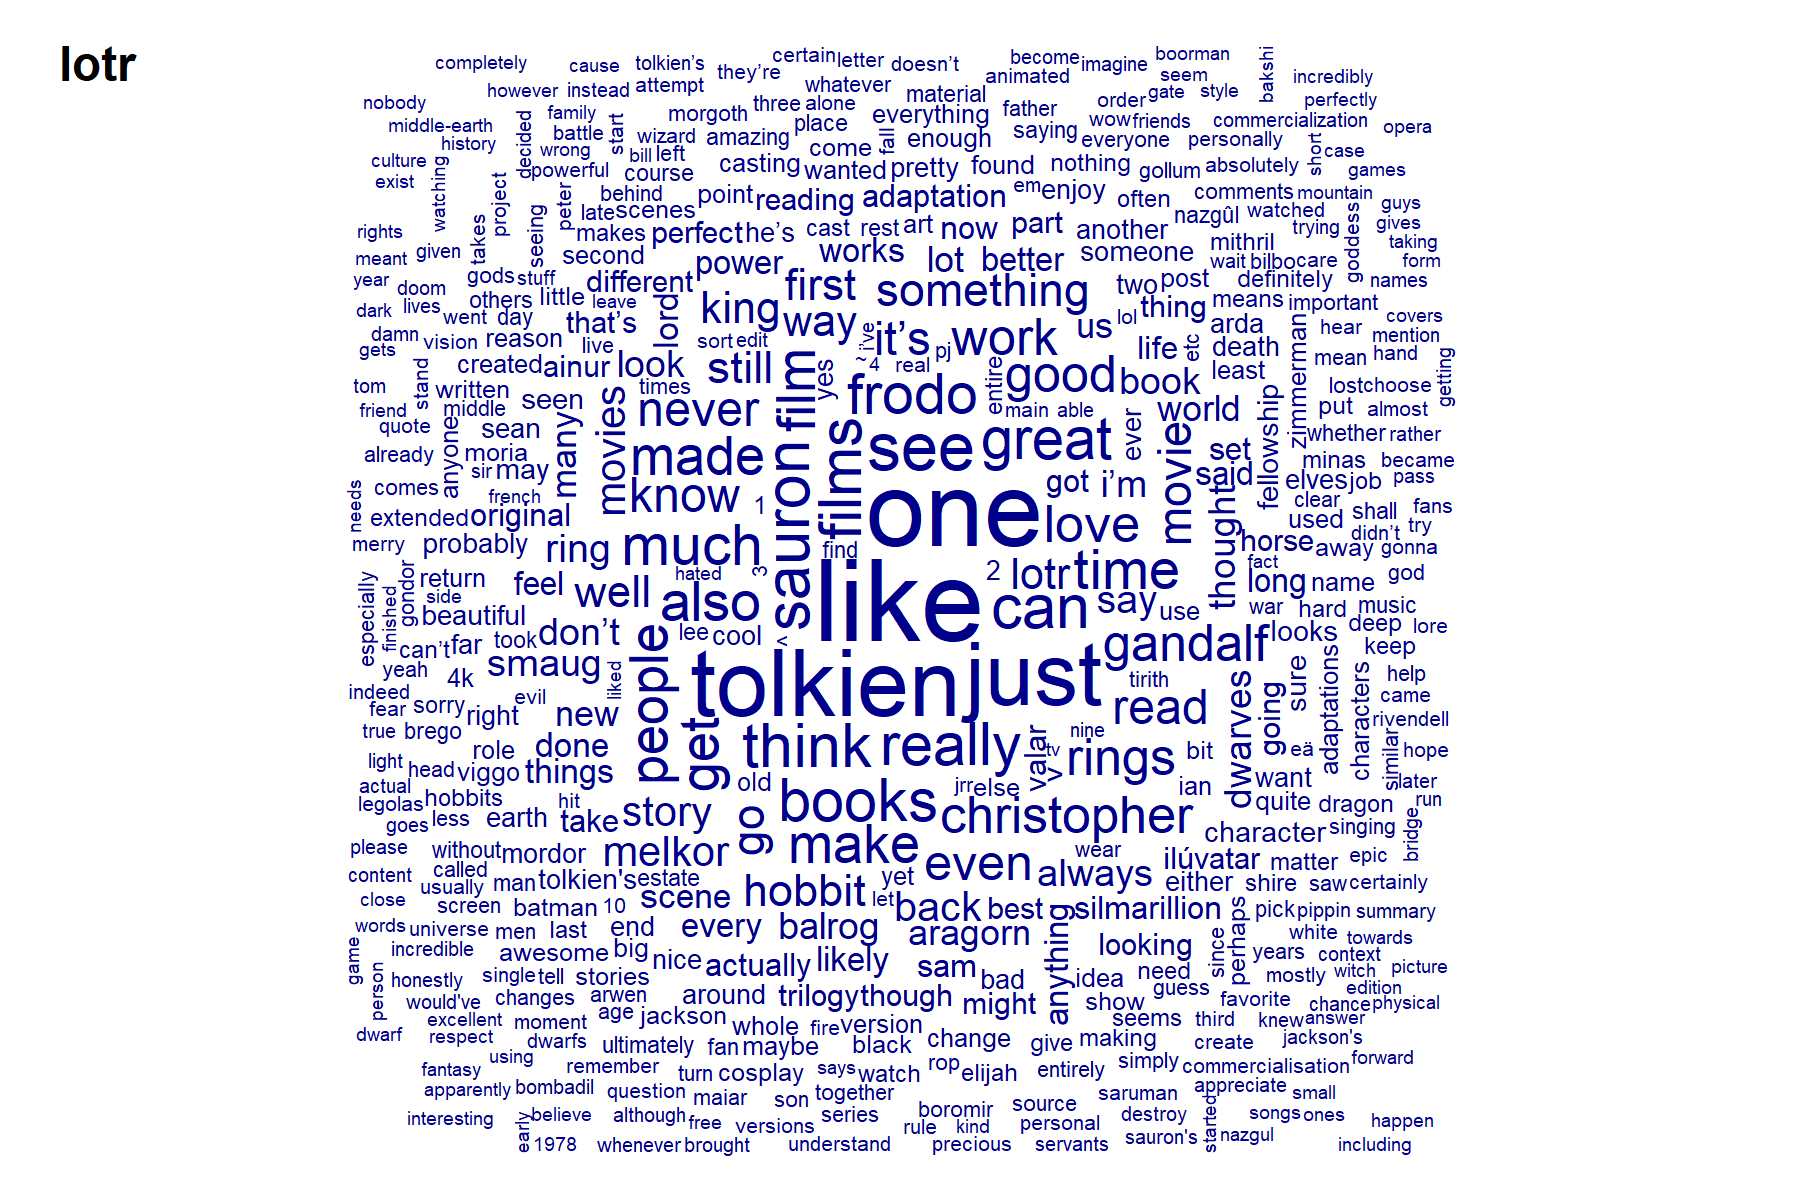 lotr
completely cause tolkien’s they’re certain letter doesn’t become imagine boorman bakshi
however instead attempt whatever animated seem incredibly
nobody family morgoth three alone material father order gate style perfectly
middle-earth decided battle start wizard amazing place everything saying wow friends commercialization opera
history wrong bill left come fall enough everyone personally short case
culture watching powerful course casting wanted pretty found nothing gollum absolutely games
exist project peter behind point reading adaptation em enjoy often comments mountain guys
rights takes seeing late scenes cast rest art now part another nazgûl watched goddess gives
meant given makes perfect he’s works lot better someone mithril trying taking
year gods stuff second power first something two post wait bilbo care form
doom others little different leave king way thing definitely names
dark lives went day that’s lord it’s work us lol means important covers
damn vision reason live sort edit i’ve ~ pj life etc arda hear mention
gets created ainur look still film yes 4 real entire good book death zimmerman mean hand getting
tom stand written seen times frodo main able least lost choose
friend middle many movies never films see great ever world fellowship put almost
quote anyone sean made sauron movie set whether rather
already moria sir may know got i’m said minas became
needs comes french 1 one love thought elves job pass
extended original clear used shall fans
merry probably ring much find horse away didn’t try gonna
especially finished gondor return feel well hated 3 like 2 lotr time fact long name god
side beautiful also can say use war hard music
can’t far took don’t people lee cool ^ gandalf looks deep lore
yeah 4k smaug liked tolkien just tirith sure adaptations characters keep help
indeed evil get read dwarves going came
fear sorry right new think really nine rivendell
true brego role done valar tv v rings bit eä similar hope
light head viggo things old jrr else ian want later
actual hobbits hit books christopher quite dragon run
legolas less earth take story go character singing bridge
goes without mordor melkor make even wear ilúvatar matter epic
please called man tolkien's estate hobbit yet always either shire saw certainly
content usually scene let back best silmarillion perhaps pick pippin summary
close screen batman 10 every balrog aragorn anything white towards
words universe men last end looking since years context
game incredible awesome big nice actually likely sam bad idea need mostly witch picture
person honestly single tell stories guess edition
would've changes arwen around trilogy though might show favorite chance physical
excellent moment age jackson whole fire version seems third knew answer
dwarf respect dwarfs ultimately fan maybe black change give making create jackson's
using remember turn cosplay says watch rop elijah entirely simply commercialisation forward
fantasy
apparently bombadil question maiar son together saruman appreciate small
interesting early believe although free versions series boromir source personal destroy started songs ones happen
1978 whenever brought understand rule kind precious servants sauron's nazgul including